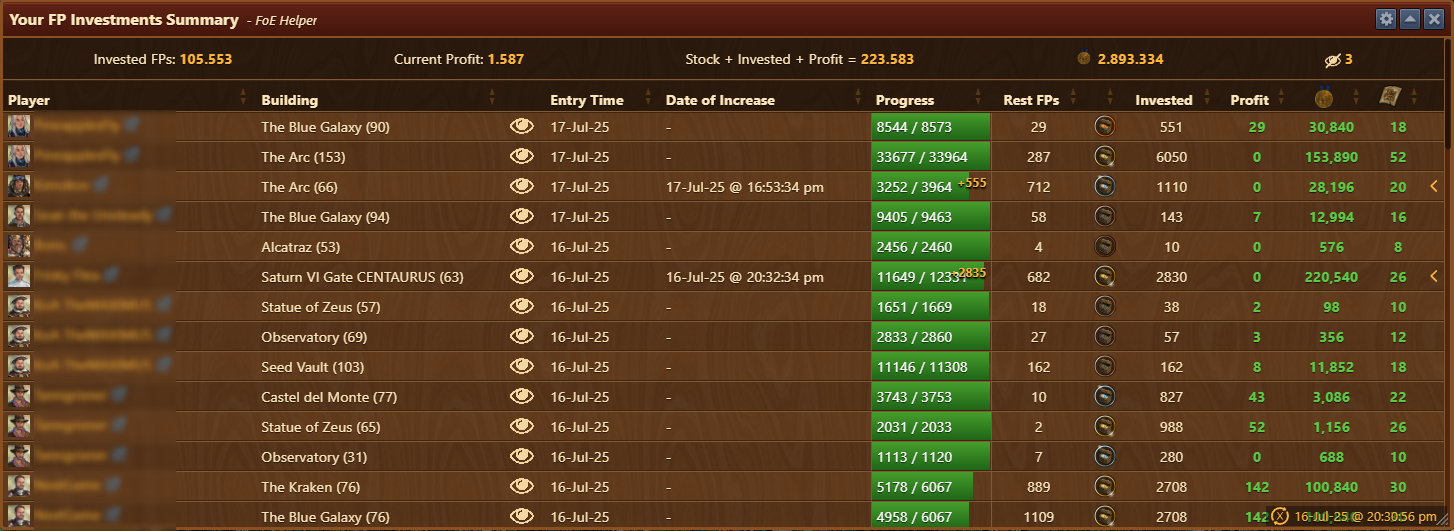 Your FP Investments Summary - FoE Helper
Invested FPs: 105.553 Current Profit: 1.587 Stock + Invested + Profit = 223.583 2.893.334 3
Player Building Entry Time Date of Increase Progress Rest FPs Invested Profit
The Blue Galaxy (90) 17-Jul-25 - 8544 / 8573 29 551 29 30,840 18
The Arc (153) 17-Jul-25 - 33677 / 33964 287 6050 0 153,890 52
The Arc (66) 17-Jul-25 17-Jul-25 @ 16:53:34 pm 3252 / 3964 +555 712 1110 0 28,196 20
The Blue Galaxy (94) 17-Jul-25 - 9405 / 9463 58 143 7 12,994 16
Alcatraz (53) 16-Jul-25 - 2456 / 2460 4 10 0 576 8
Saturn VI Gate CENTAURUS (63) 16-Jul-25 16-Jul-25 @ 20:32:34 pm 11649 / 12331 +2835 682 2830 0 220,540 26
Statue of Zeus (57) 16-Jul-25 - 1651 / 1669 18 38 2 98 10
Observatory (69) 16-Jul-25 - 2833 / 2860 27 57 3 356 12
Seed Vault (103) 16-Jul-25 - 11146 / 11308 162 162 8 11,852 18
Castel del Monte (77) 16-Jul-25 - 3743 / 3753 10 827 43 3,086 22
Statue of Zeus (65) 16-Jul-25 - 2031 / 2033 2 988 52 1,156 26
Observatory (31) 16-Jul-25 - 1113 / 1120 7 280 0 688 10
The Kraken (76) 16-Jul-25 - 5178 / 6067 889 2708 142 100,840 30
The Blue Galaxy (76) 16-Jul-25 - 4958 / 6067 1109 2708 142 16-Jul-25 @ 20:30:56 pm